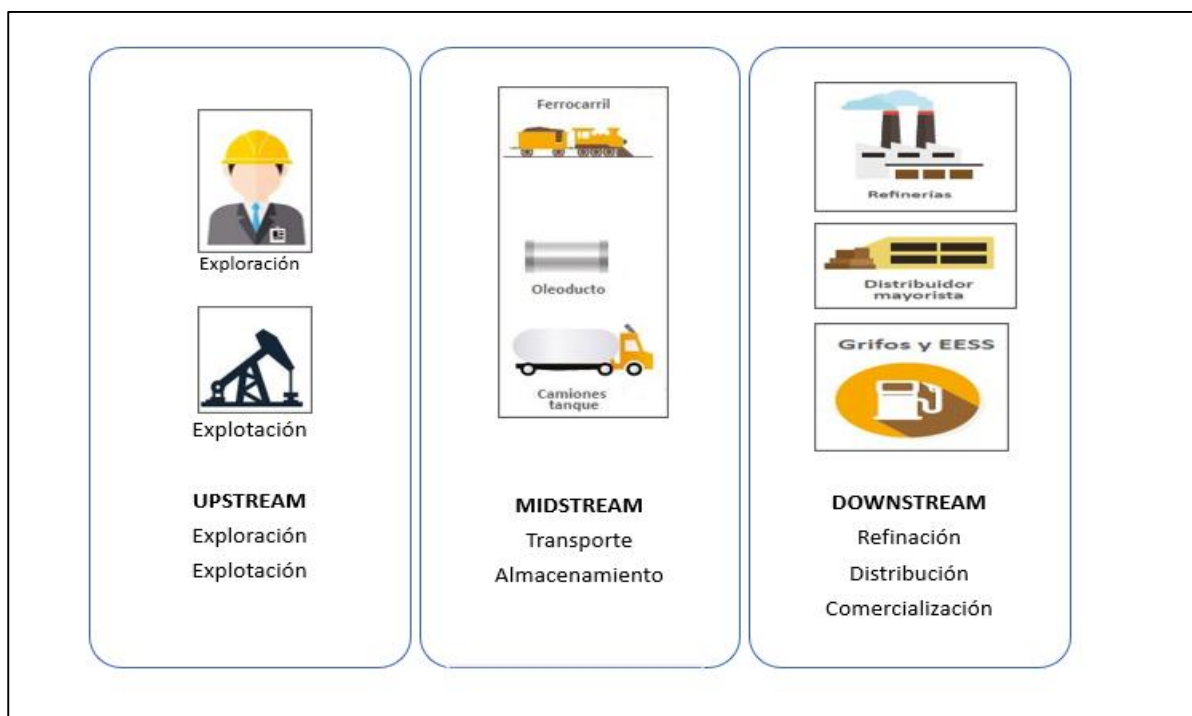 Exploración
Explotación
UPSTREAM
Exploración
Explotación
Ferrocarril
Oleoducto
Camiones
tanque
MIDSTREAM
Transporte
Almacenamiento
Refinerías
Distribuidor
mayorista
Grifos y EESS
DOWNSTREAM
Refinación
Distribución
Comercialización